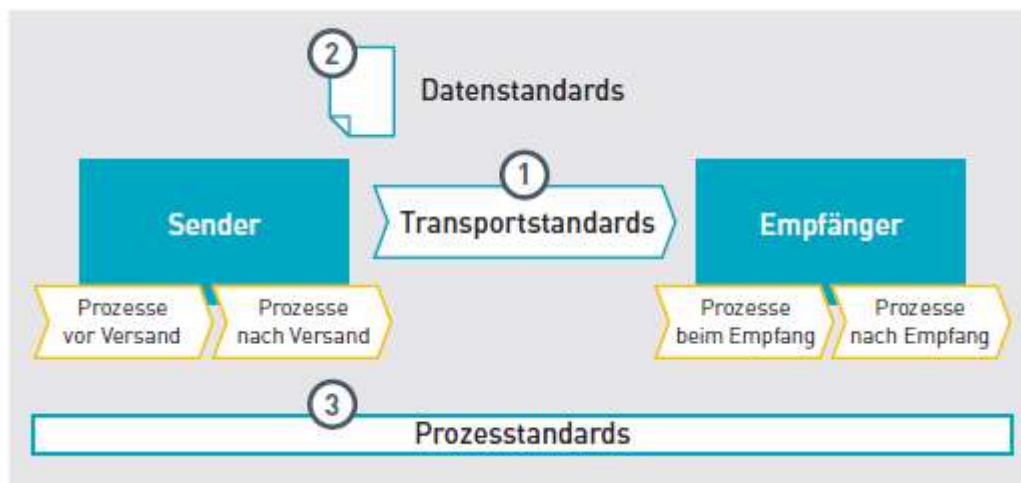 2
Datenstandards
1
Sender
Transportstandards
Empfänger
Prozesse
vor Versand
Prozesse
nach Versand
Prozesse
beim Empfang
Prozesse
nach Empfang
3
Prozesstandards